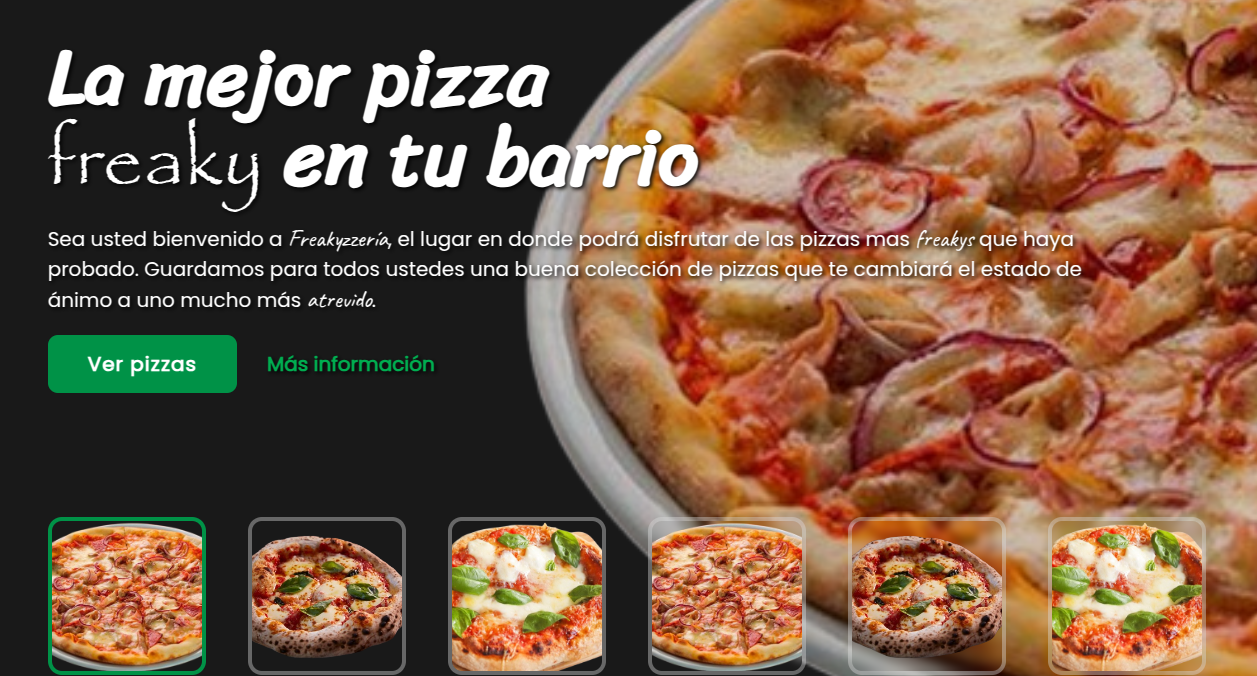 La mejor pizza
freaky en tu barrio
Sea usted bienvenido a Freakyzzería, el lugar en donde podrá disfrutar de las pizzas mas freakys que haya
probado. Guardamos para todos ustedes una buena colección de pizzas que te cambiará el estado de
ánimo a uno mucho más atrevido.
Ver pizzas
Más información